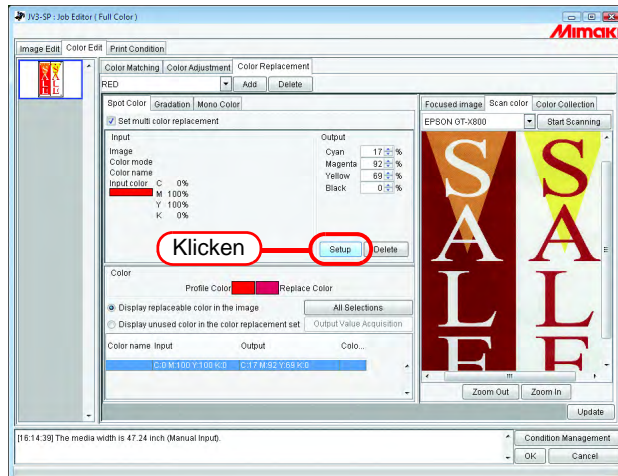 JV3-SP : Job Editor ( Full Color )
Mimaki
Image Edit Color Edit Print Condition
Color Matching Color Adjustment Color Replacement
RED Add Delete
Spot Color Gradation Mono Color
Set multi color replacement
Input Output
Image
Color mode
Color name
Input color C 0%
M 100%
Y 100%
K 0%
Cyan 17 %
Magenta 92 %
Yellow 69 %
Black 0 %
Klicken
Setup Delete
Color
Profile Color Replace Color
Display replaceable color in the image All Selections
Display unused color in the color replacement set Output Value Acquisition
Color name Input Output Colo...
C:0 M:100 Y:100 K:0 C:17 M:92 Y:69 K:0
Focused image Scan color Color Collection
EPSON GT-X800 Start Scanning
SALE SALE
Zoom Out Zoom In
Update
[16:14:39] The media width is 47.24 inch (Manual Input).
Condition Management
OK Cancel